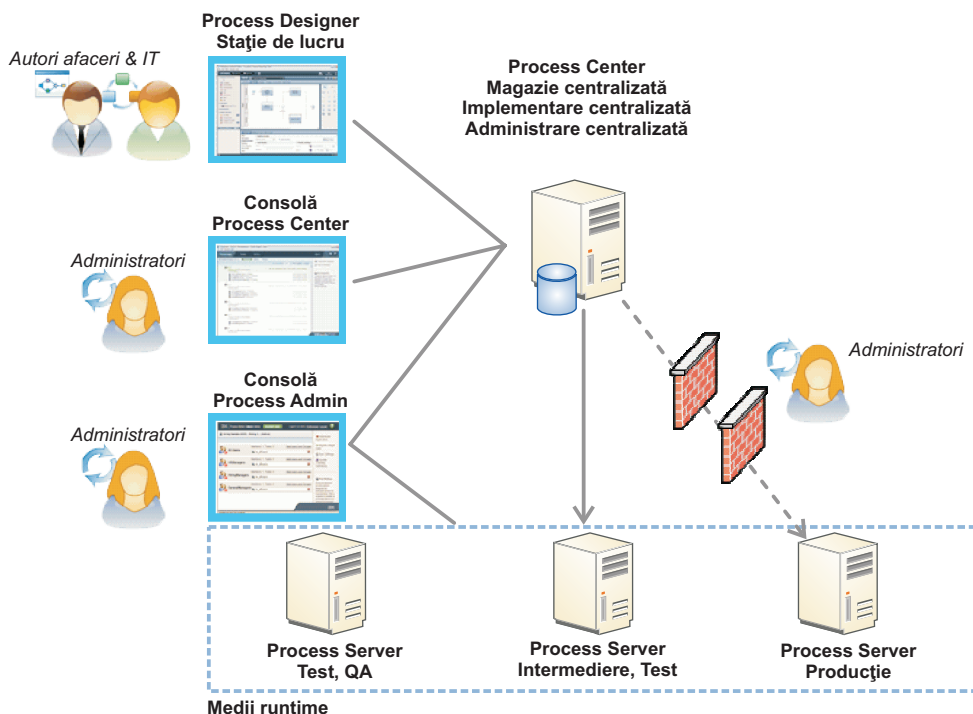 Process Designer
Staţie de lucru
Autori afaceri & IT
Process Center
Magazie centralizată
Implementare centralizată
Administrare centralizată
Consolă
Process Center
Administratori
Administratori
Consolă
Process Admin
Administratori
Process Server
Test, QA
Process Server
Intermediere, Test
Process Server
Producţie
Medii runtime